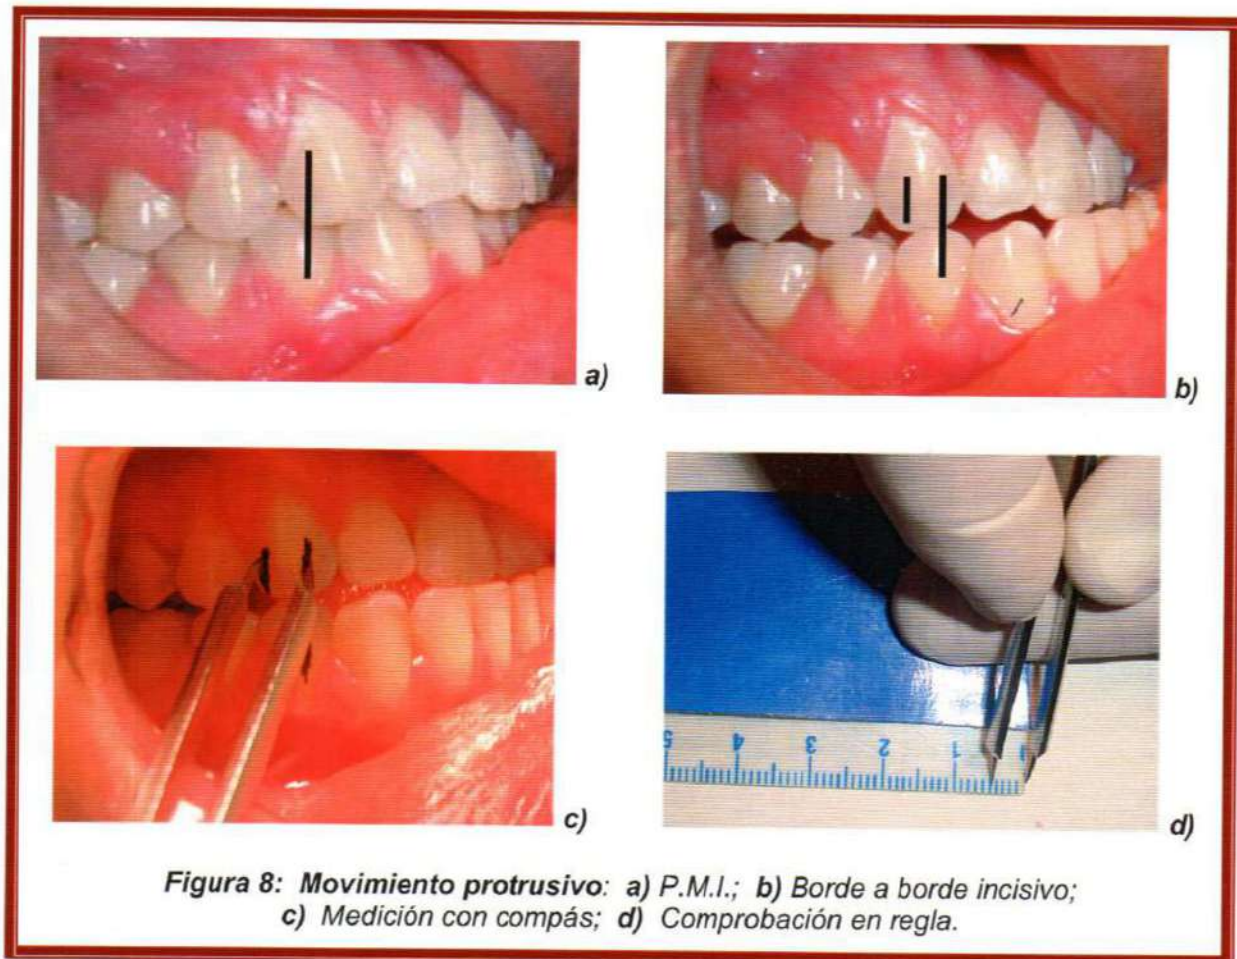 a)
b)
5 4 3 2 1
c)
d)
Figura 8: Movimiento protrusivo: a) P.M.I.; b) Borde a borde incisivo;
c) Medición con compás; d) Comprobación en regla.